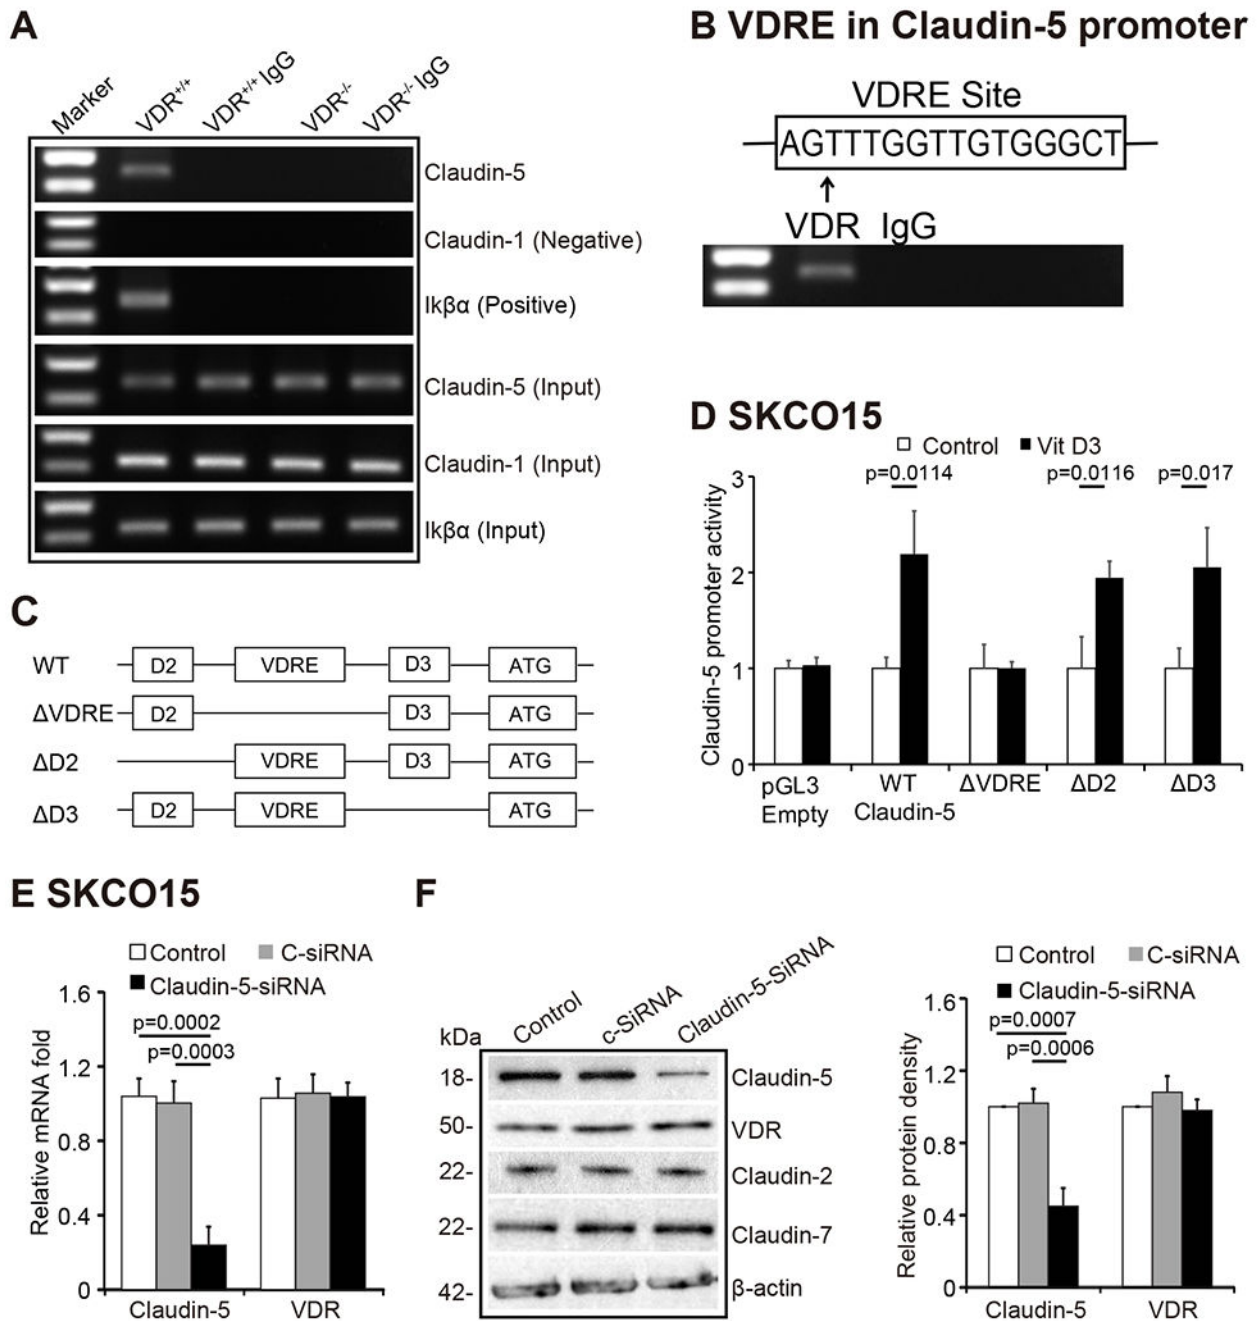 A
Marker
VDR+/+
VDR+/+ IgG
VDR-/-
VDR-/- IgG
Claudin-5
Claudin-1 (Negative)
Ikβα (Positive)
Claudin-5 (Input)
Claudin-1 (Input)
Ikβα (Input)
B VDRE in Claudin-5 promoter
VDRE Site
AGTTTGGTTGTGGGCT
VDR IgG
C
WT D2 VDRE D3 ATG
ΔVDRE D2 D3 ATG
ΔD2 VDRE D3 ATG
ΔD3 D2 VDRE ATG
D SKCO15
Control Vit D3
p=0.0114 p=0.0116 p=0.017
Claudin-5 promoter activity
3
2
1
0
pGL3 Empty
WT Claudin-5
ΔVDRE
ΔD2
ΔD3
E SKCO15
Control C-siRNA
Claudin-5-siRNA
p=0.0002
p=0.0003
Relative mRNA fold
1.6
1.2
0.8
0.4
0
Claudin-5 VDR
F
kDa
Control
c-SiRNA
Claudin-5-SiRNA
18- Claudin-5
50- VDR
22- Claudin-2
22- Claudin-7
42- β-actin
Control C-siRNA
Claudin-5-siRNA
p=0.0007
p=0.0006
Relative protein density
1.6
1.2
0.8
0.4
0
Claudin-5 VDR